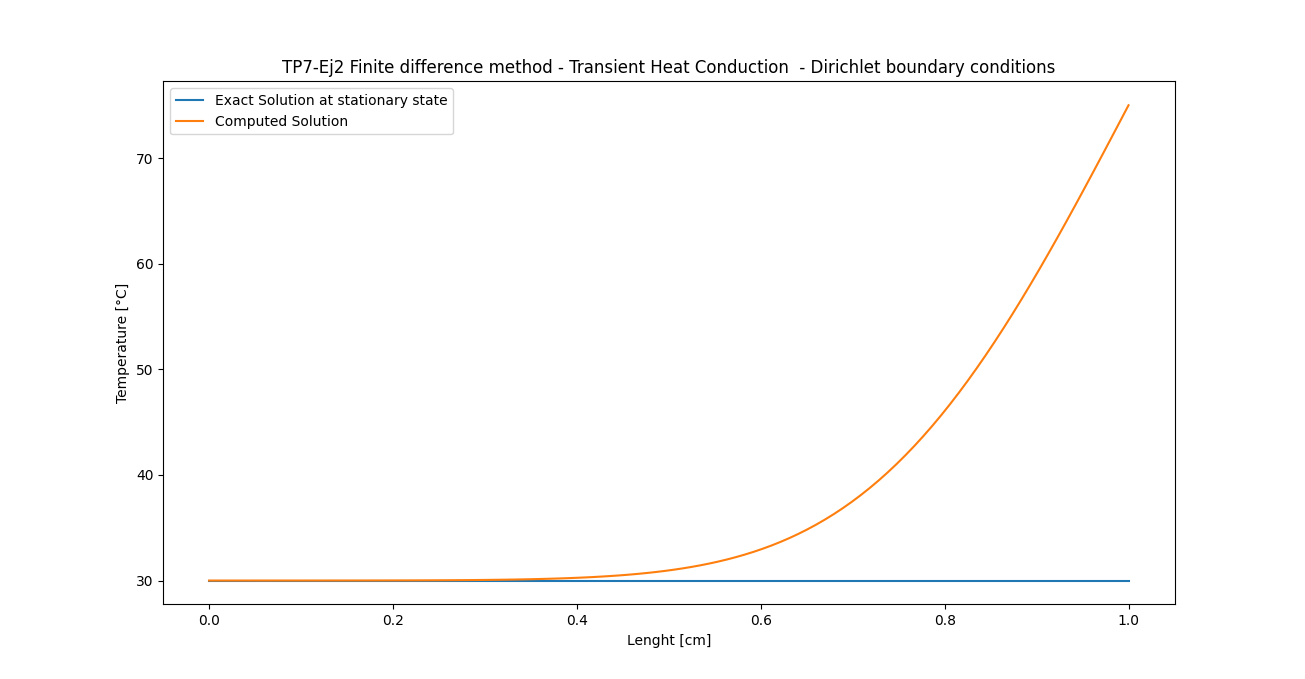 TP7-Ej2 Finite difference method - Transient Heat Conduction  - Dirichlet boundary conditions
Exact Solution at stationary state
Computed Solution
70
60
50
40
30
Temperature [°C]
0.0 0.2 0.4 0.6 0.8 1.0
Lenght [cm]